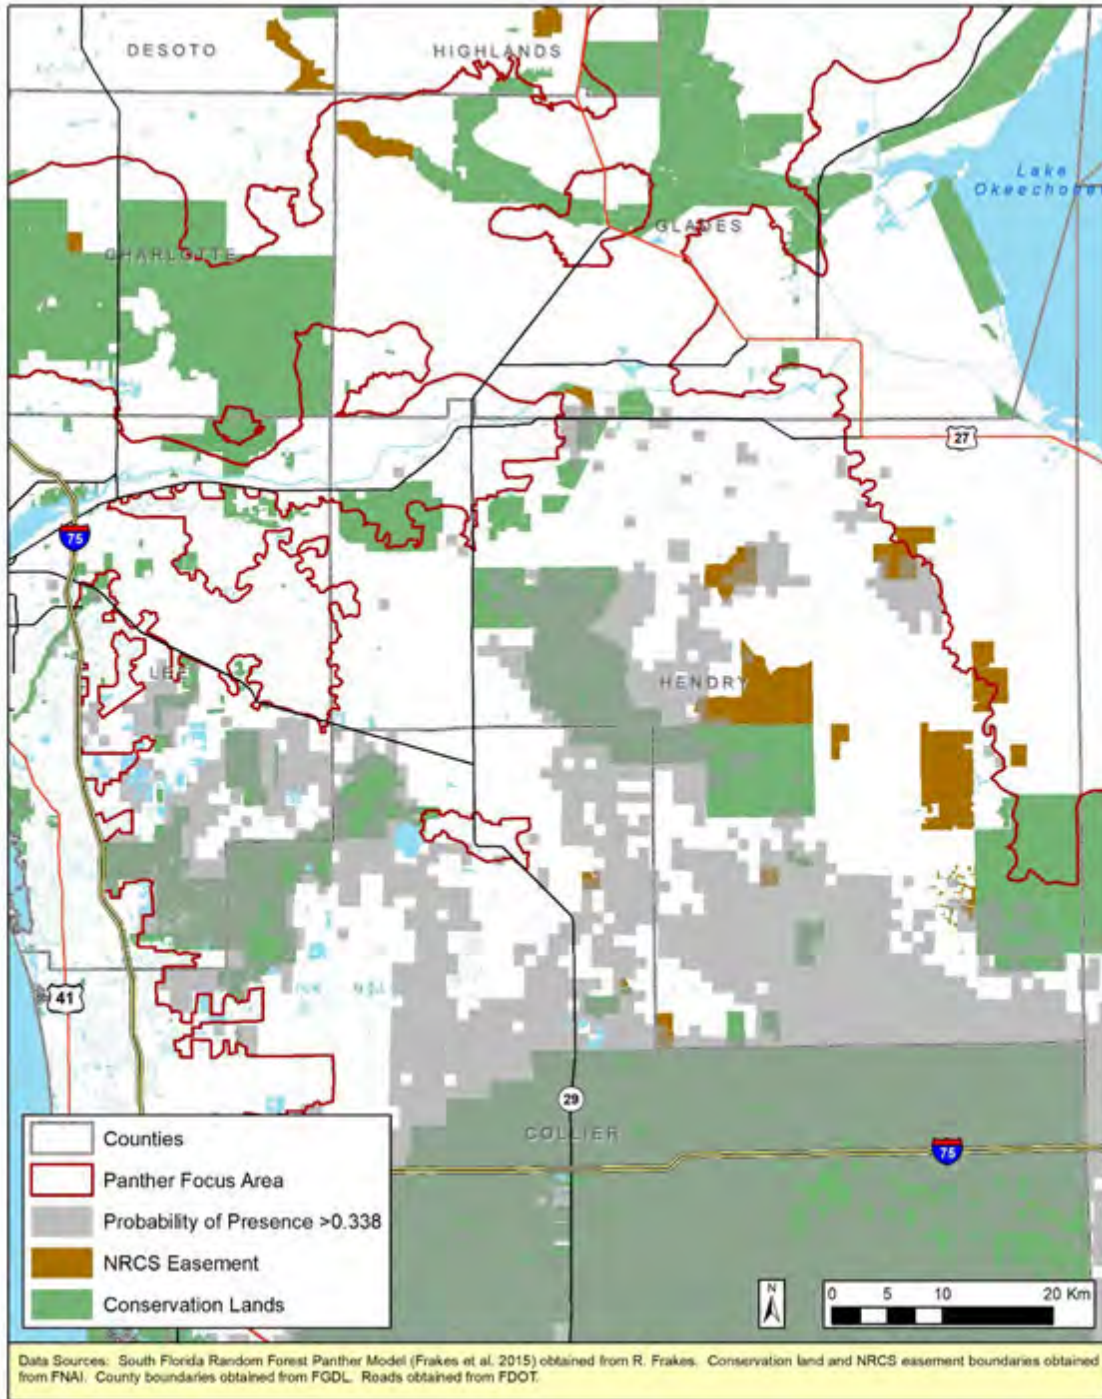 DESOTO
HIGHLANDS
Lake
Okeechobee
GLADES
CHARLOTTE
27
75
LEE
HENDRY
41
29
COLLIER
75
Counties
Panther Focus Area
Probability of Presence >0.338
NRCS Easement
Conservation Lands
N
0 5 10 20 Km
Data Sources: South Florida Random Forest Panther Model (Frakes et al. 2015) obtained from R. Frakes. Conservation land and NRCS easement boundaries obtained
from FNAI. County boundaries obtained from FGDL. Roads obtained from FDOT.